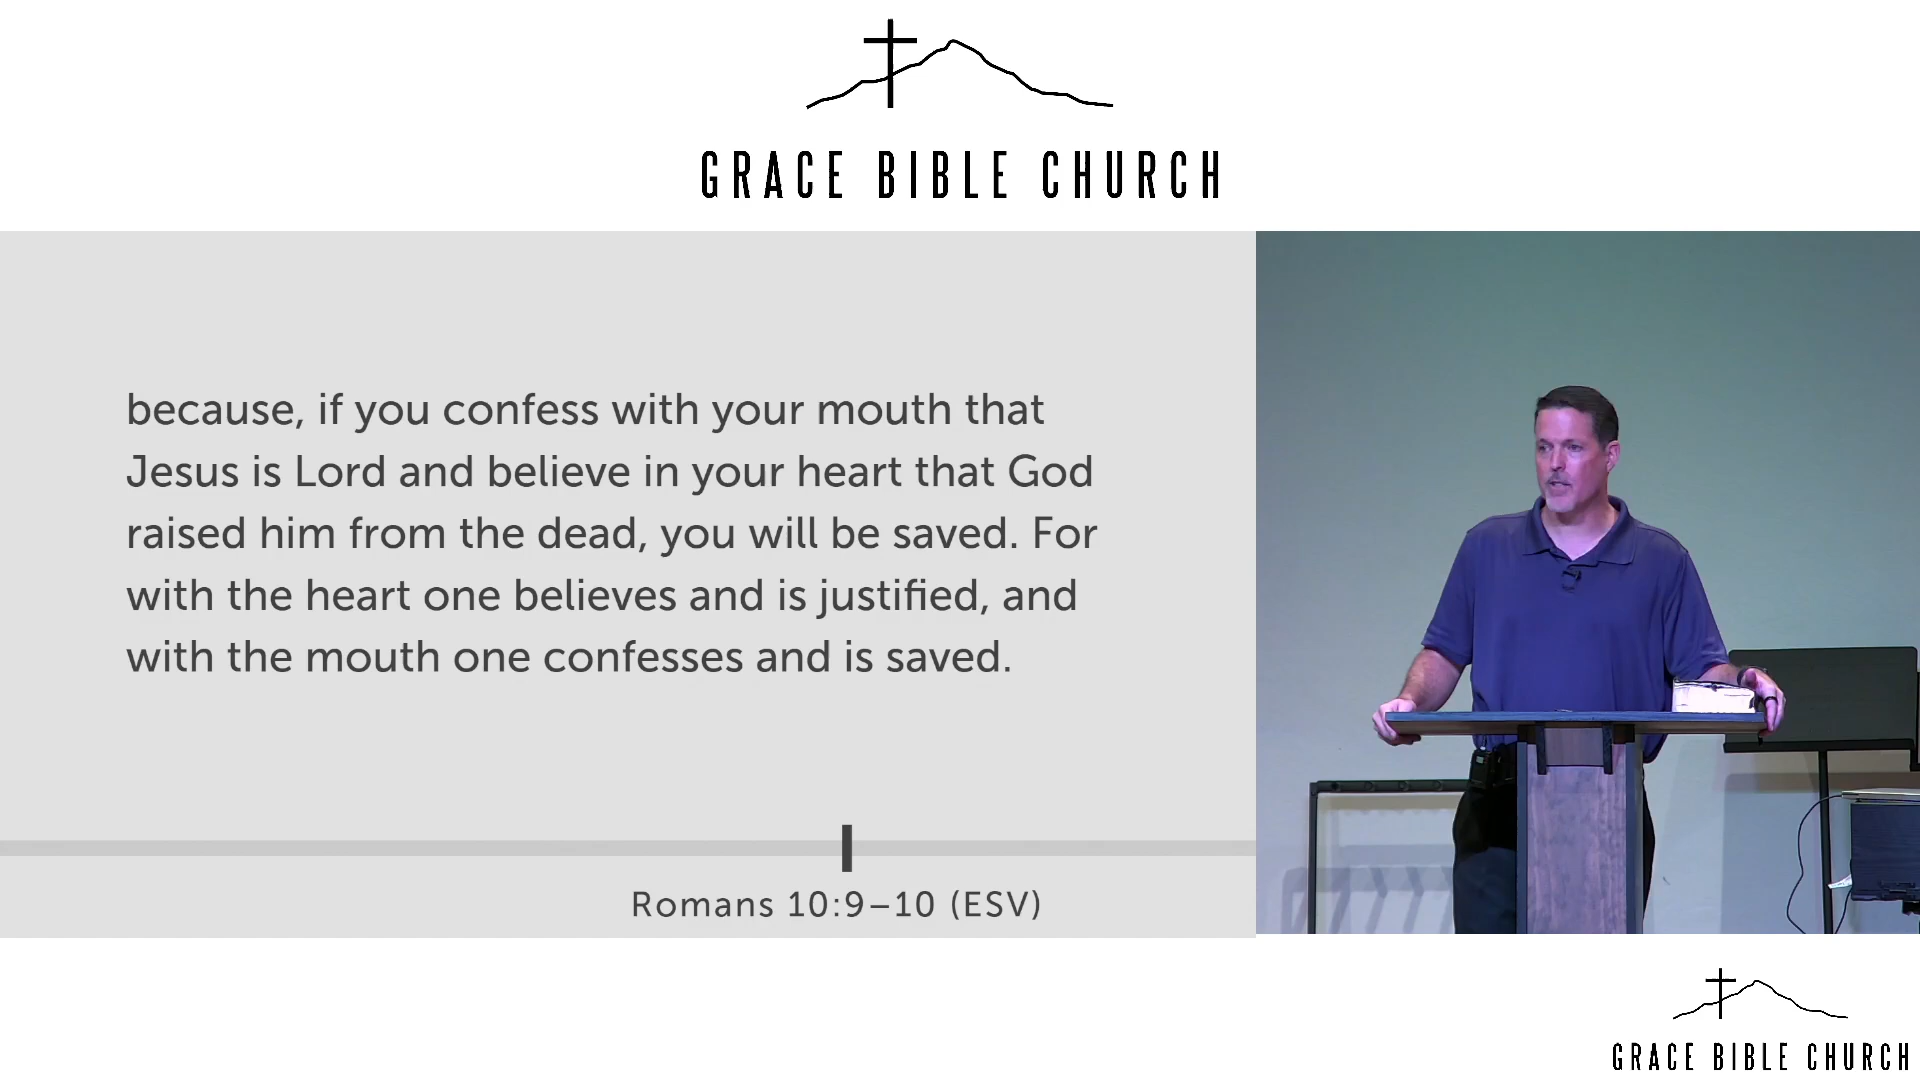 GRACE BIBLE CHURCH
because, if you confess with your mouth that
Jesus is Lord and believe in your heart that God
raised him from the dead, you will be saved. For
with the heart one believes and is justified, and
with the mouth one confesses and is saved.
Romans 10:9–10 (ESV)
GRACE BIBLE CHURCH